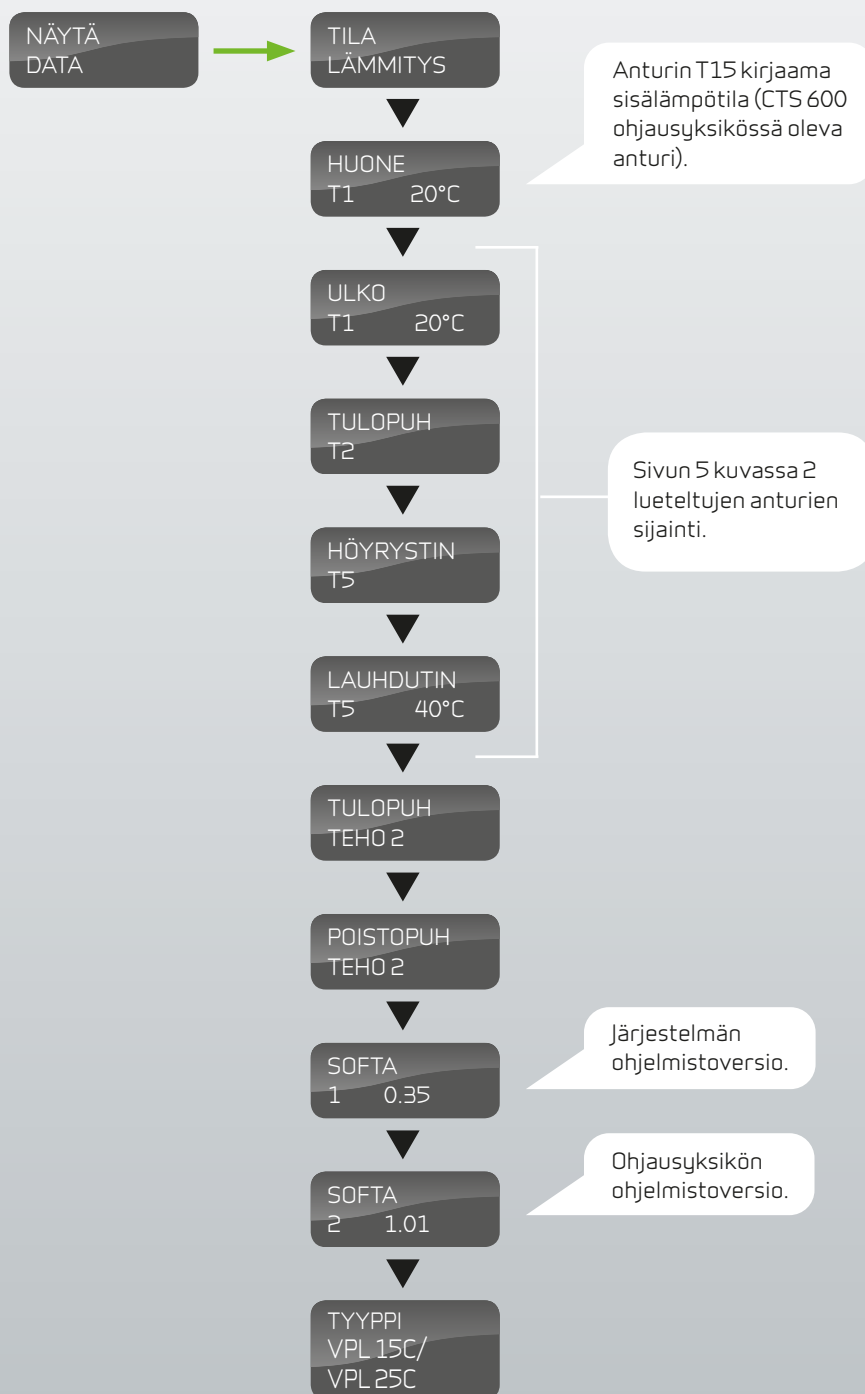 NÄYTÄ
DATA
TILA
LÄMMITYS
HUONE
T1 20°C
Anturin T15 kirjaama
sisälämpötila (CTS 600
ohjausyksikössä oleva
anturi).
ULKO
T1 20°C
TULOPUH
T2
HÖYRYSTIN
T5
LAUHDUTIN
T5 40°C
Sivun 5 kuvassa 2
lueteltujen anturien
sijainti.
TULOPUH
TEHO 2
POISTOPUH
TEHO 2
SOFTA
1 0.35
Järjestelmän
ohjelmistoversio.
SOFTA
2 1.01
Ohjausyksikön
ohjelmistoversio.
TYYPPI
VPL 15C/
VPL 25C